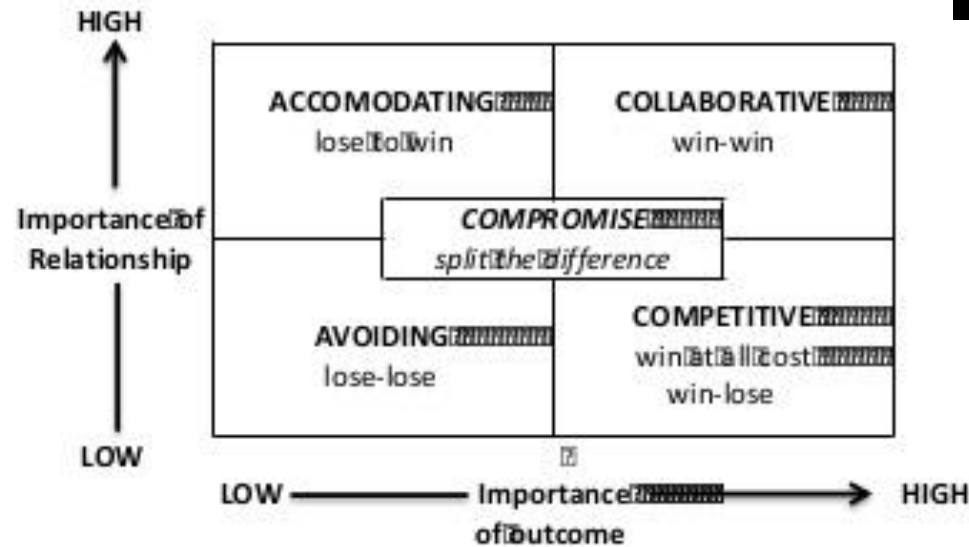 HIGH
ACCOMODATING
lose to win
COLLABORATIVE
win-win
Importance of
Relationship
COMPROMISE
split the difference
AVOIDING
lose-lose
COMPETITIVE
win at all cost
win-lose
LOW
LOW
Importance
of outcome
HIGH